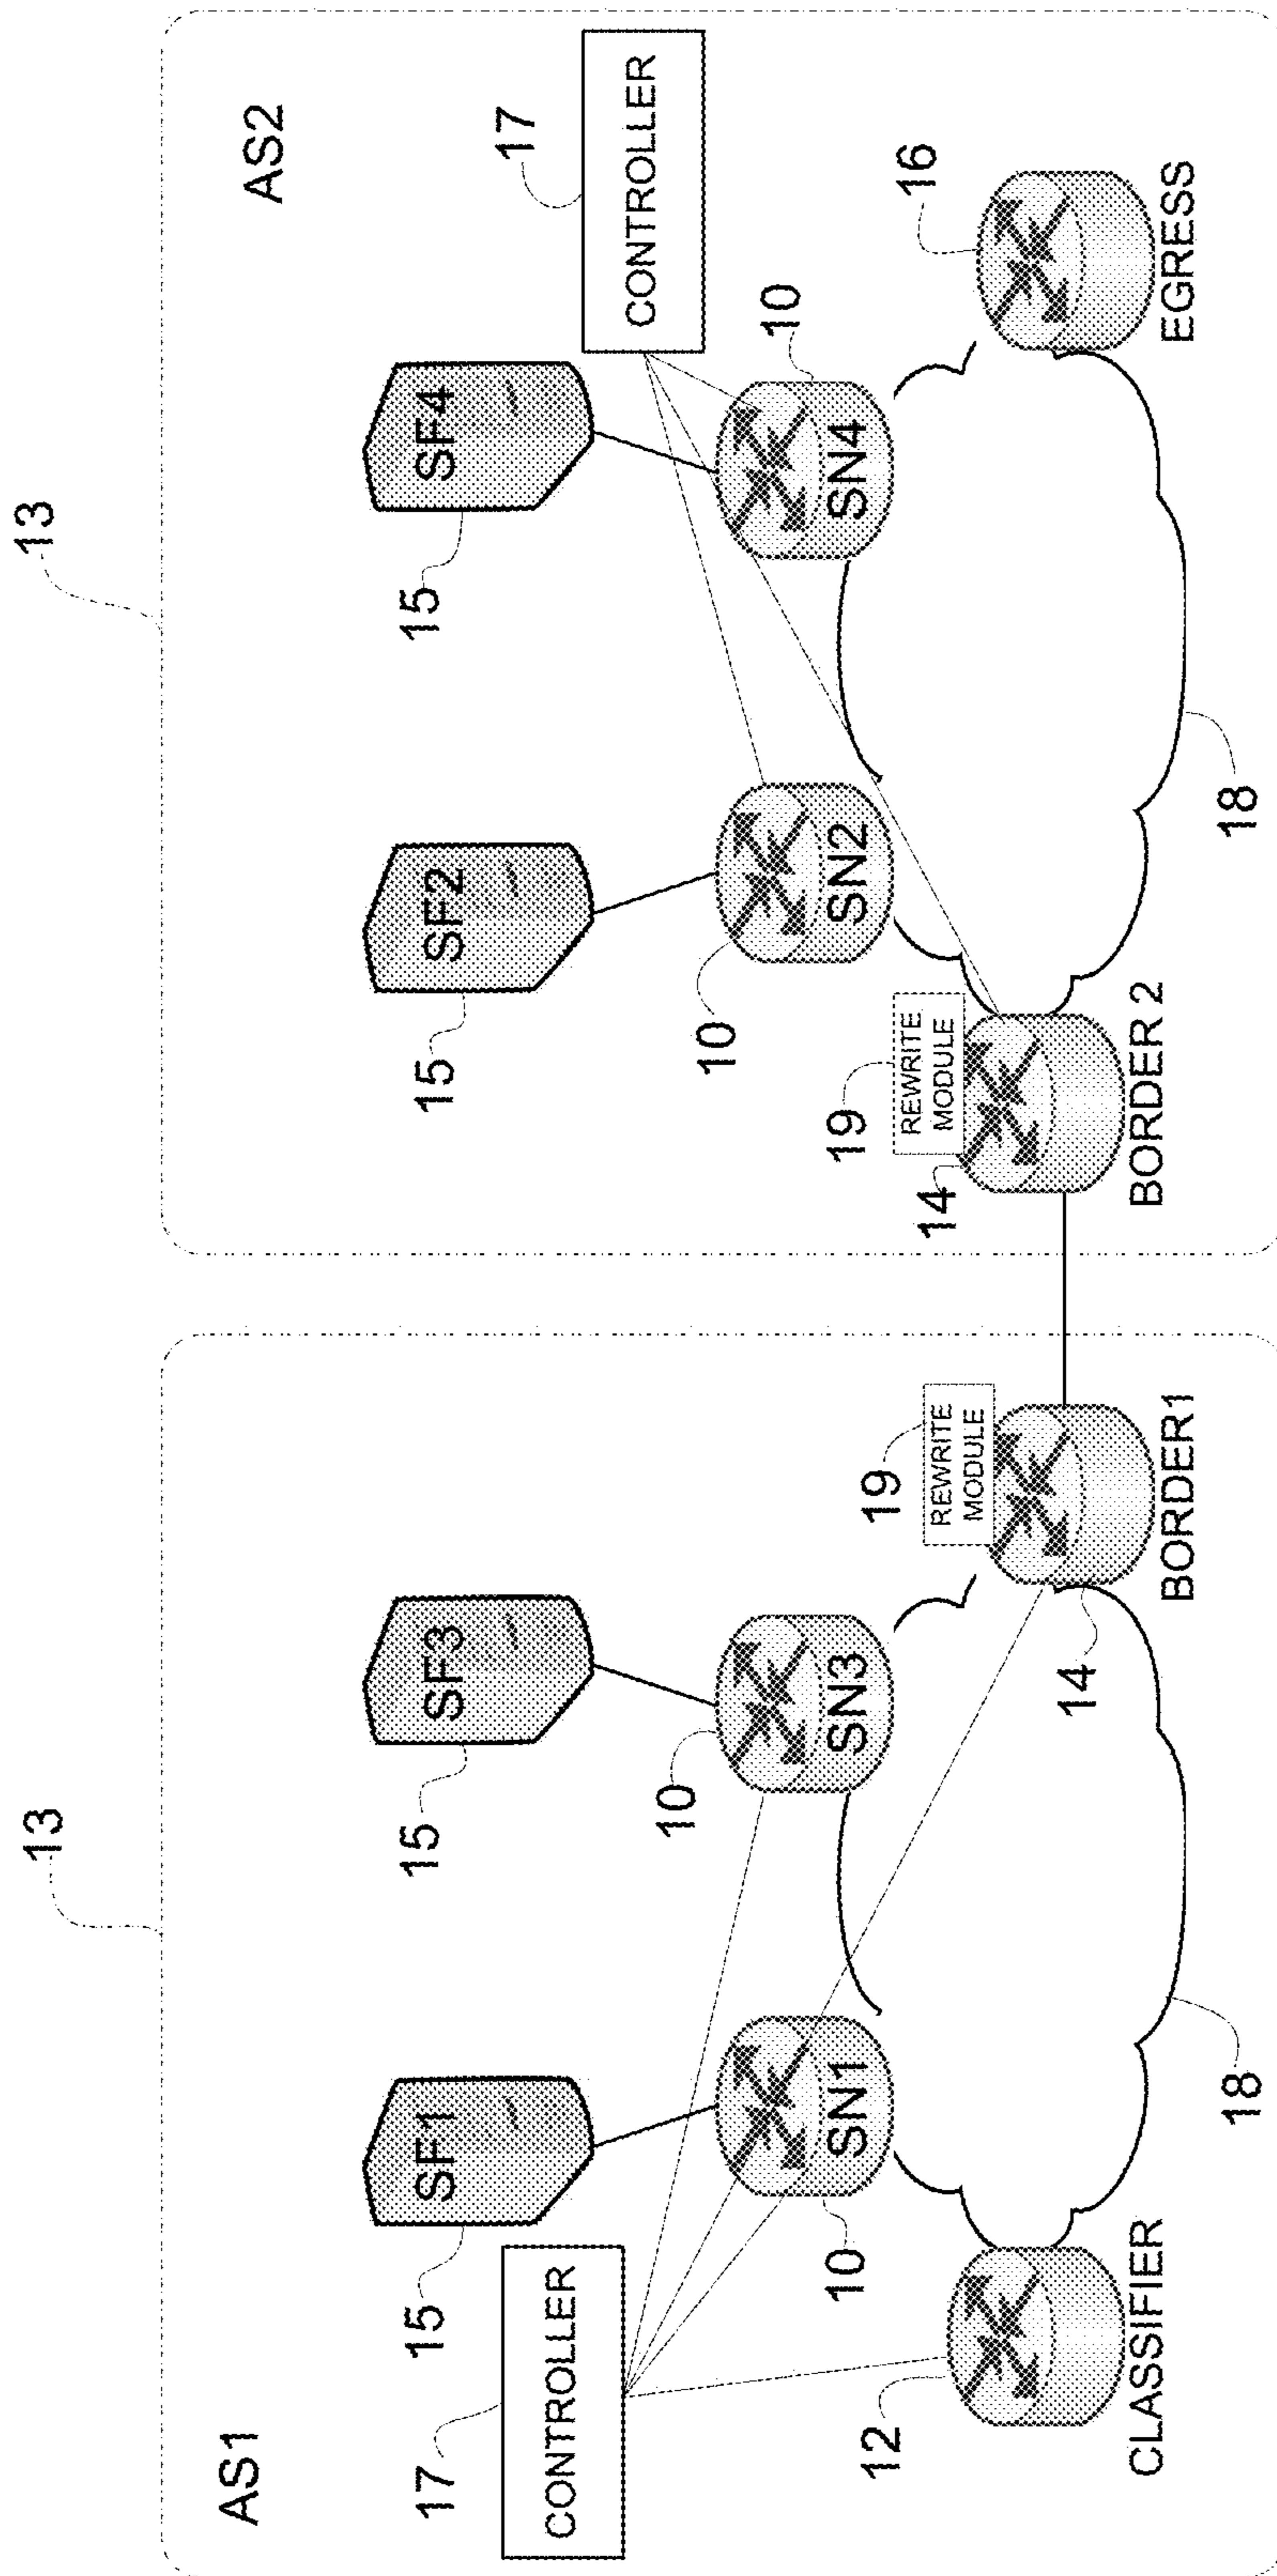 13
13
AS1
AS2
17
CONTROLLER
15
SF1
15
SF3
15
SF2
15
SF4
17
CONTROLLER
10
SN1
10
SN3
10
SN2
10
SN4
12
CLASSIFIER
19
REWRITE
MODULE
14
BORDER1
19
REWRITE
MODULE
14
BORDER 2
16
EGRESS
18
18